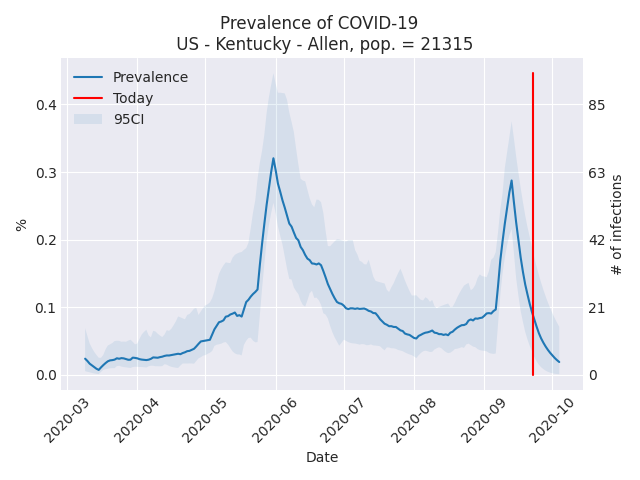 Prevalence of COVID-19
US - Kentucky - Allen, pop. = 21315
Prevalence
Today
95CI
0.4
0.3
0.2
0.1
0.0
%
85
63
42
21
0
# of infections
2020-03
2020-04
2020-05
2020-06
2020-07
2020-08
2020-09
2020-10
Date